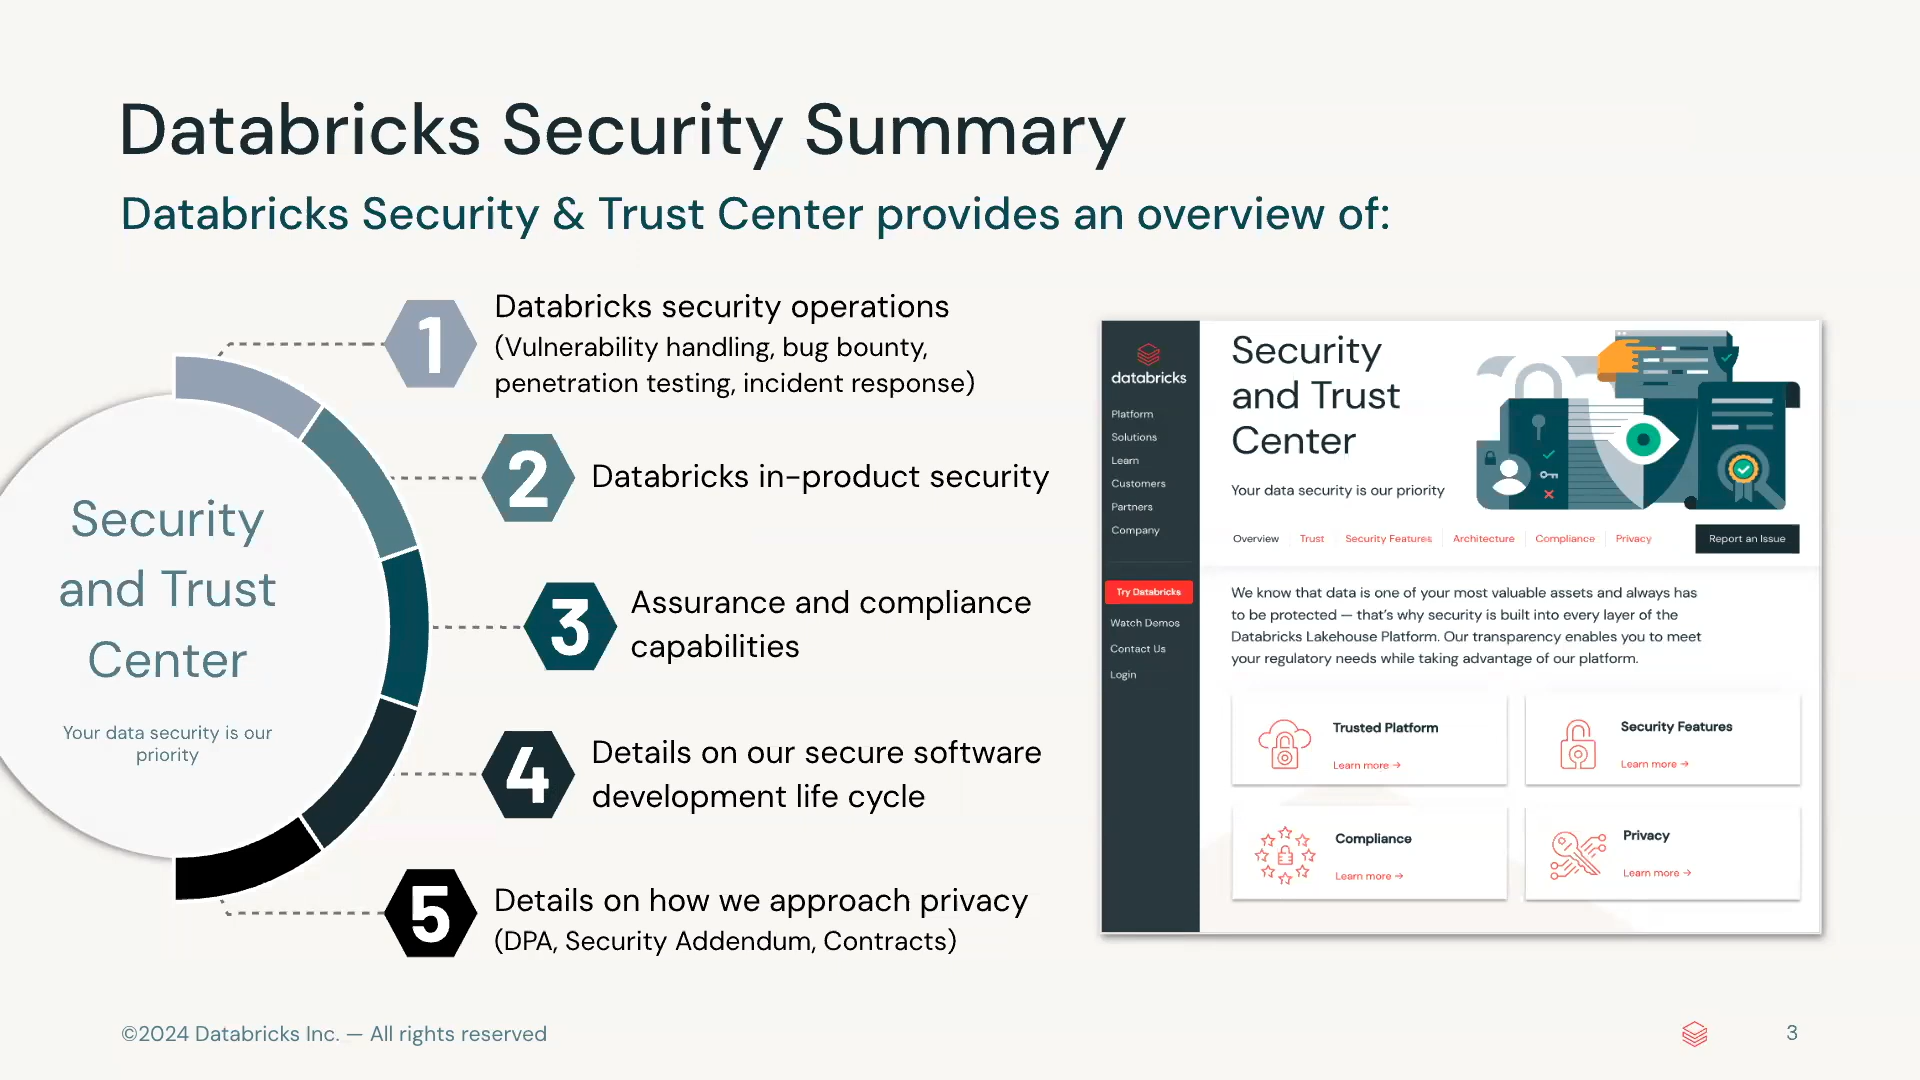 Databricks Security Summary
Databricks Security & Trust Center provides an overview of:
Security
and Trust
Center
Your data security is our
priority
1
Databricks security operations
(Vulnerability handling, bug bounty,
penetration testing, incident response)
2
Databricks in-product security
3
Assurance and compliance
capabilities
4
Details on our secure software
development life cycle
5
Details on how we approach privacy
(DPA, Security Addendum, Contracts)
databricks
Platform
Solutions
Learn
Customers
Partners
Company
Try Databricks
Watch Demos
Contact Us
Login
Security
and Trust
Center
Your data security is our priority
Overview Trust Security Features Architecture Compliance Privacy Report an Issue
We know that data is one of your most valuable assets and always has
to be protected — that's why security is built into every layer of the
Databricks Lakehouse Platform. Our transparency enables you to meet
your regulatory needs while taking advantage of our platform.
Trusted Platform
Learn more →
Security Features
Learn more →
Compliance
Learn more →
Privacy
Learn more →
©2024 Databricks Inc. — All rights reserved
3